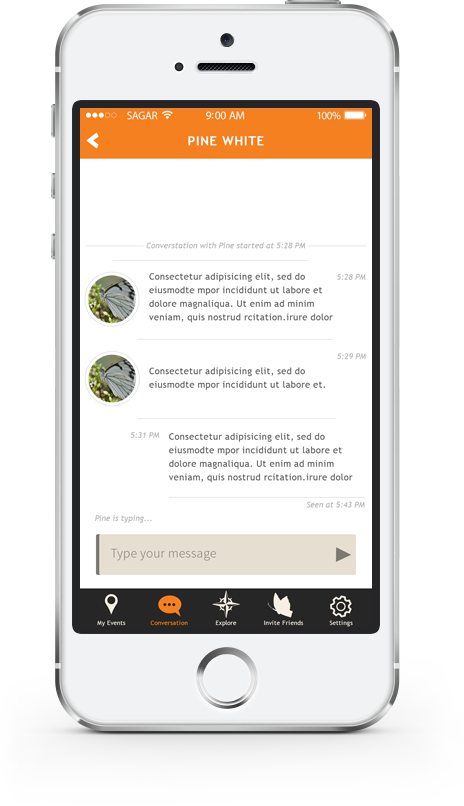 SAGAR 9:00 AM 100%
PINE WHITE
Converstation with Pine started at 5:28 PM
Consectetur adipisicing elit, sed do 5:28 PM
eiusmodte mpor incididunt ut labore et
dolore magnaliqua. Ut enim ad minim
veniam, quis nostrud rcitation.irure dolor
5:29 PM
Consectetur adipisicing elit, sed do
eiusmodte mpor incididunt ut labore et.
5:31 PM Consectetur adipisicing elit, sed do
eiusmodte mpor incididunt ut labore et
dolore magnaliqua. Ut enim ad minim
veniam, quis nostrud rcitation.irure dolor
Seen at 5:43 PM
Pine is typing...
Type your message
My Events Conversation Explore Invite Friends Settings